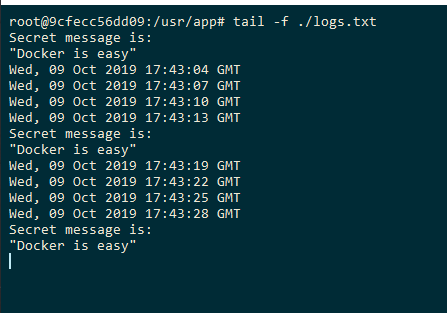 root@9cfecc56dd09:/usr/app# tail -f ./logs.txt
Secret message is:
"Docker is easy"
Wed, 09 Oct 2019 17:43:04 GMT
Wed, 09 Oct 2019 17:43:07 GMT
Wed, 09 Oct 2019 17:43:10 GMT
Wed, 09 Oct 2019 17:43:13 GMT
Secret message is:
"Docker is easy"
Wed, 09 Oct 2019 17:43:19 GMT
Wed, 09 Oct 2019 17:43:22 GMT
Wed, 09 Oct 2019 17:43:25 GMT
Wed, 09 Oct 2019 17:43:28 GMT
Secret message is:
"Docker is easy"